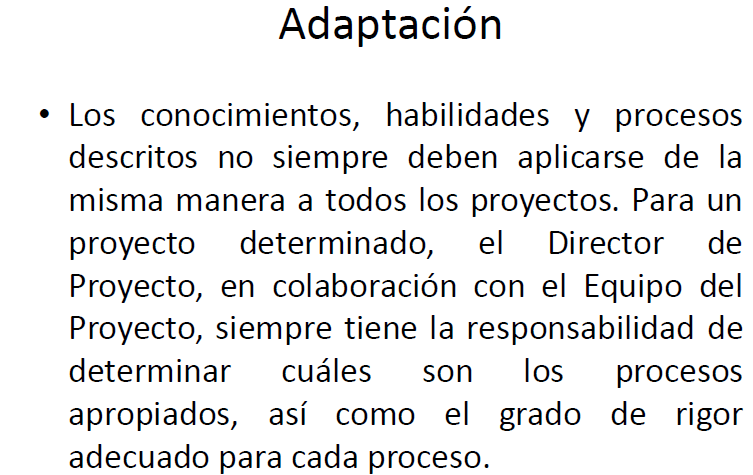 Adaptación
• Los conocimientos, habilidades y procesos
descritos no siempre deben aplicarse de la
misma manera a todos los proyectos. Para un
proyecto determinado, el Director de
Proyecto, en colaboración con el Equipo del
Proyecto, siempre tiene la responsabilidad de
determinar cuáles son los procesos
apropiados, así como el grado de rigor
adecuado para cada proceso.